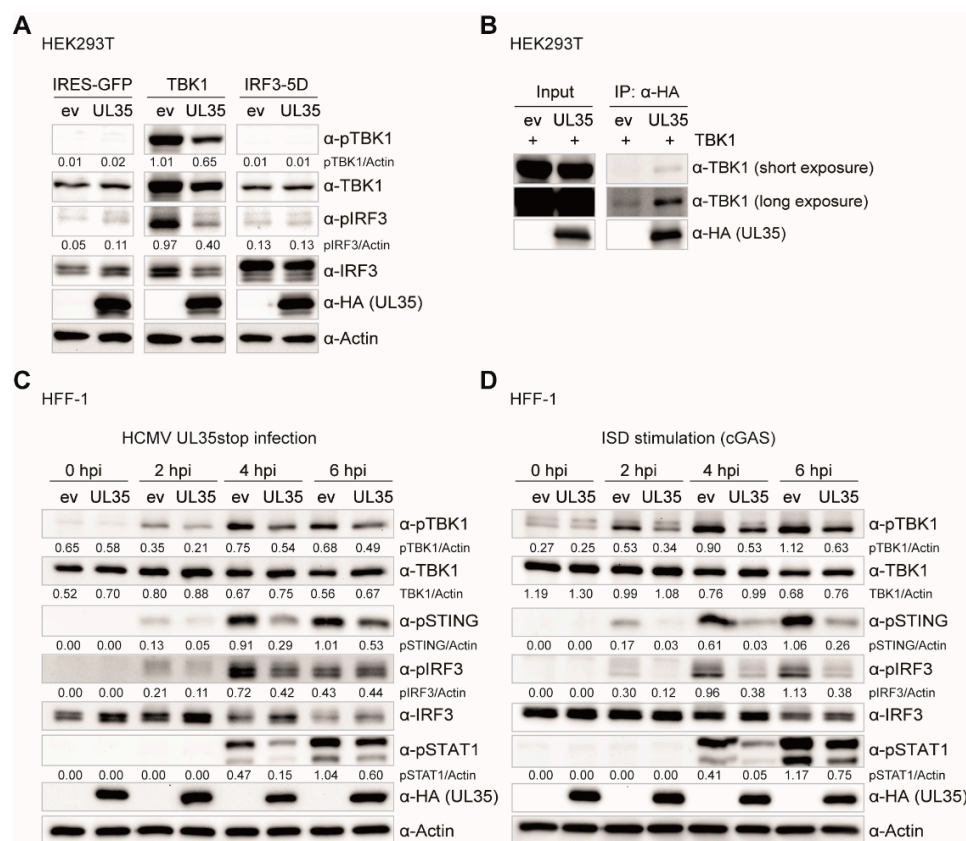 A
HEK293T
IRES-GFP TBK1 IRF3-5D
ev UL35 ev UL35 ev UL35
α-pTBK1
0.01 0.02 1.01 0.65 0.01 0.01 pTBK1/Actin
α-TBK1
α-pIRF3
0.05 0.11 0.97 0.40 0.13 0.13 pIRF3/Actin
α-IRF3
α-HA (UL35)
α-Actin
B
HEK293T
Input IP: α-HA
ev UL35 ev UL35
+ + + + TBK1
α-TBK1 (short exposure)
α-TBK1 (long exposure)
α-HA (UL35)
C
HFF-1
HCMV UL35stop infection
0 hpi 2 hpi 4 hpi 6 hpi
ev UL35 ev UL35 ev UL35 ev UL35
α-pTBK1
0.65 0.58 0.35 0.21 0.75 0.54 0.68 0.49 pTBK1/Actin
α-TBK1
0.52 0.70 0.80 0.88 0.67 0.75 0.56 0.67 TBK1/Actin
α-pSTING
0.00 0.00 0.13 0.05 0.91 0.29 1.01 0.53 pSTING/Actin
α-pIRF3
0.00 0.00 0.21 0.11 0.72 0.42 0.43 0.44 pIRF3/Actin
α-IRF3
α-pSTAT1
0.00 0.00 0.00 0.00 0.47 0.15 1.04 0.60 pSTAT1/Actin
α-HA (UL35)
α-Actin
D
HFF-1
ISD stimulation (cGAS)
0 hpi 2 hpi 4 hpi 6 hpi
ev UL35 ev UL35 ev UL35 ev UL35
α-pTBK1
0.27 0.25 0.53 0.34 0.90 0.53 1.12 0.63 pTBK1/Actin
α-TBK1
1.19 1.30 0.99 1.08 0.76 0.99 0.68 0.76 TBK1/Actin
α-pSTING
0.00 0.00 0.17 0.03 0.61 0.03 1.06 0.26 pSTING/Actin
α-pIRF3
0.00 0.00 0.30 0.12 0.96 0.38 1.13 0.38 pIRF3/Actin
α-IRF3
α-pSTAT1
0.00 0.00 0.00 0.00 0.41 0.05 1.17 0.75 pSTAT1/Actin
α-HA (UL35)
α-Actin